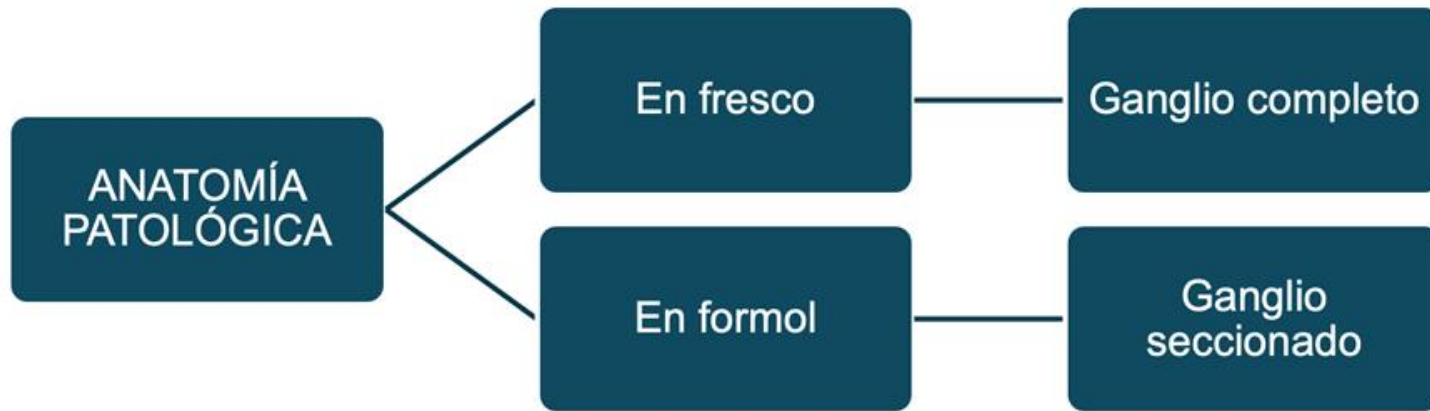 ANATOMÍA
PATOLÓGICA
En fresco
Ganglio completo
En formol
Ganglio
seccionado